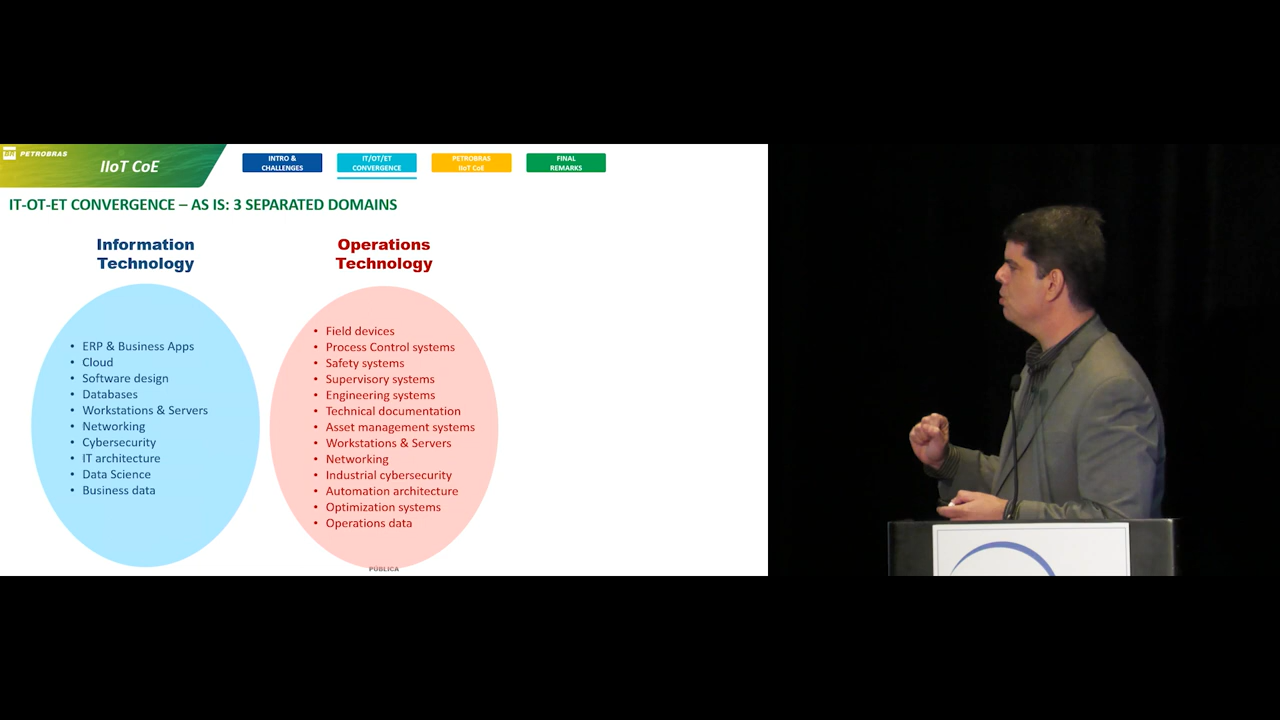 BR PETROBRAS
IIoT CoE
INTRO &
CHALLENGES
IT/OT/ET
CONVERGENCE
PETROBRAS
IIoT CoE
FINAL
REMARKS
IT-OT-ET CONVERGENCE – AS IS: 3 SEPARATED DOMAINS
Information
Technology
• ERP & Business Apps
• Cloud
• Software design
• Databases
• Workstations & Servers
• Networking
• Cybersecurity
• IT architecture
• Data Science
• Business data
Operations
Technology
• Field devices
• Process Control systems
• Safety systems
• Supervisory systems
• Engineering systems
• Technical documentation
• Asset management systems
• Workstations & Servers
• Networking
• Industrial cybersecurity
• Automation architecture
• Optimization systems
• Operations data
PÚBLICA